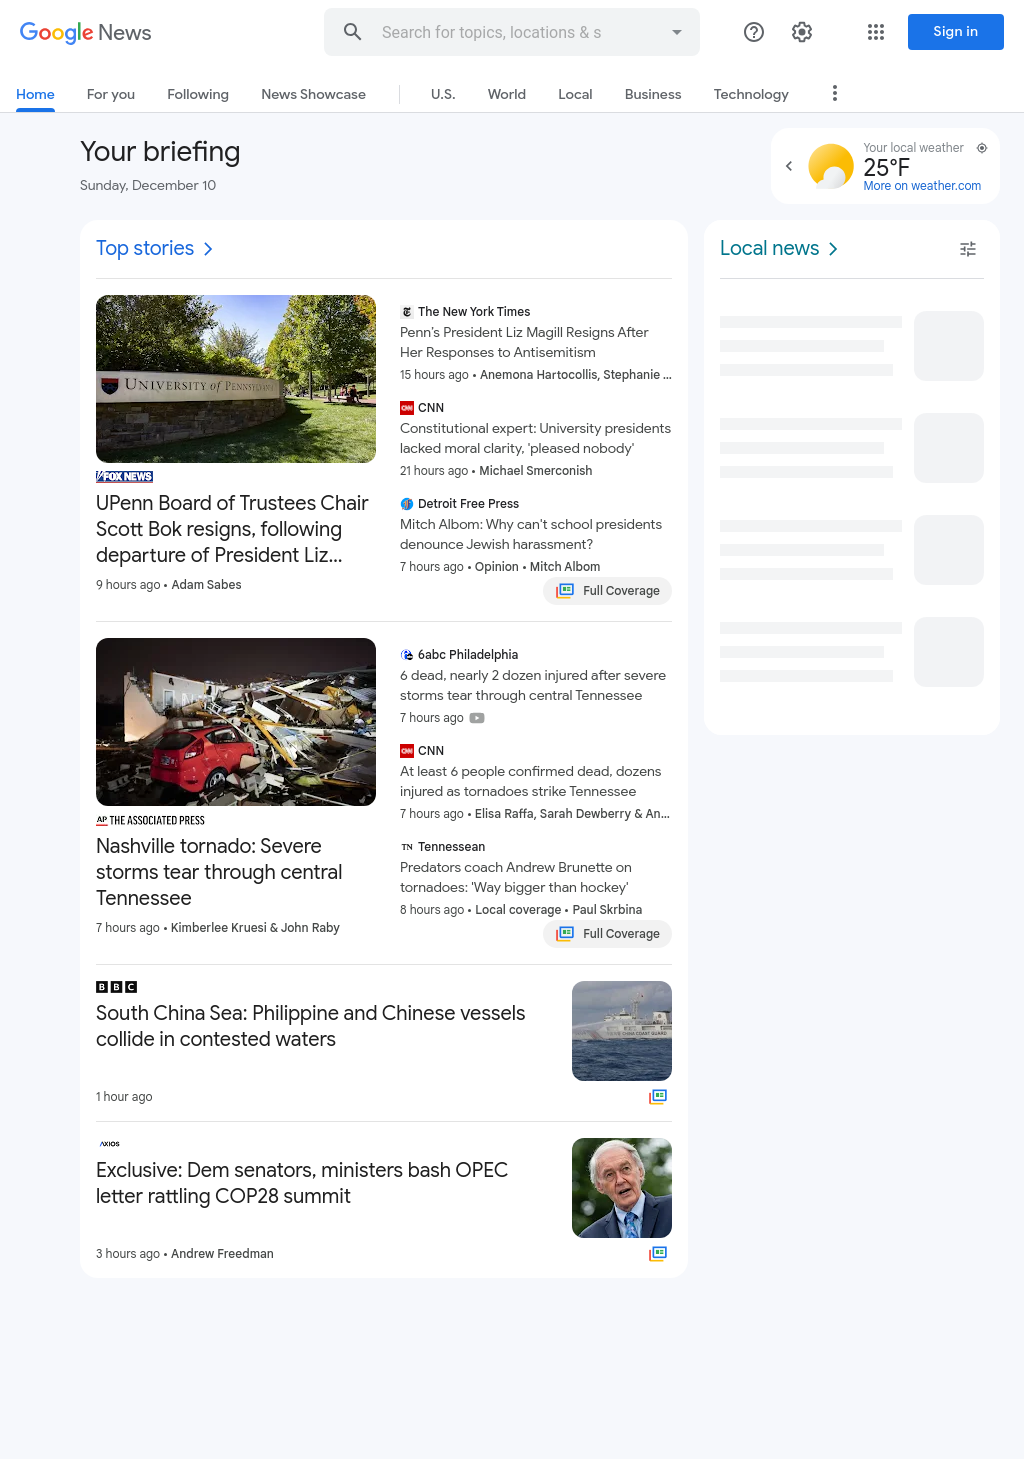 Google News
Search for topics, locations & s
Sign in
Home
For you
Following
News Showcase
U.S.
World
Local
Business
Technology
Your briefing
Sunday, December 10
Your local weather
25°F
More on weather.com
Top stories
UNIVERSITY OF PENNSYLVANIA
FOX NEWS
UPenn Board of Trustees Chair
Scott Bok resigns, following
departure of President Liz...
9 hours ago • Adam Sabes
The New York Times
Penn's President Liz Magill Resigns After
Her Responses to Antisemitism
15 hours ago • Anemona Hartocollis, Stephanie ...
CNN
CNN
Constitutional expert: University presidents
lacked moral clarity, 'pleased nobody'
21 hours ago • Michael Smerconish
Detroit Free Press
Mitch Albom: Why can't school presidents
denounce Jewish harassment?
7 hours ago • Opinion • Mitch Albom
Full Coverage
AP THE ASSOCIATED PRESS
Nashville tornado: Severe
storms tear through central
Tennessee
7 hours ago • Kimberlee Kruesi & John Raby
6abc Philadelphia
6 dead, nearly 2 dozen injured after severe
storms tear through central Tennessee
7 hours ago
CNN
CNN
At least 6 people confirmed dead, dozens
injured as tornadoes strike Tennessee
7 hours ago • Elisa Raffa, Sarah Dewberry & An...
TN Tennessean
Predators coach Andrew Brunette on
tornadoes: 'Way bigger than hockey'
8 hours ago • Local coverage • Paul Skrbina
Full Coverage
BBC
South China Sea: Philippine and Chinese vessels
collide in contested waters
1 hour ago
CHINA COAST GUARD
AXIOS
Exclusive: Dem senators, ministers bash OPEC
letter rattling COP28 summit
3 hours ago • Andrew Freedman
Local news